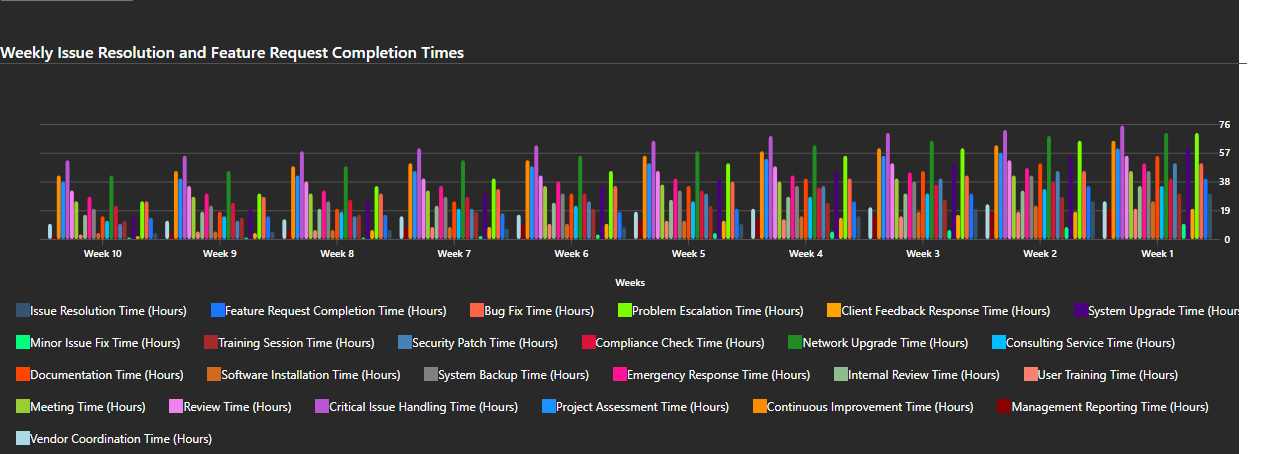 Weekly Issue Resolution and Feature Request Completion Times
76
57
38
19
0
Week 10 Week 9 Week 8 Week 7 Week 6 Week 5 Week 4 Week 3 Week 2 Week 1
Weeks
Issue Resolution Time (Hours) Feature Request Completion Time (Hours) Bug Fix Time (Hours) Problem Escalation Time (Hours) Client Feedback Response Time (Hours) System Upgrade Time (Hours
Minor Issue Fix Time (Hours) Training Session Time (Hours) Security Patch Time (Hours) Compliance Check Time (Hours) Network Upgrade Time (Hours) Consulting Service Time (Hours)
Documentation Time (Hours) Software Installation Time (Hours) System Backup Time (Hours) Emergency Response Time (Hours) Internal Review Time (Hours) User Training Time (Hours)
Meeting Time (Hours) Review Time (Hours) Critical Issue Handling Time (Hours) Project Assessment Time (Hours) Continuous Improvement Time (Hours) Management Reporting Time (Hours)
Vendor Coordination Time (Hours)